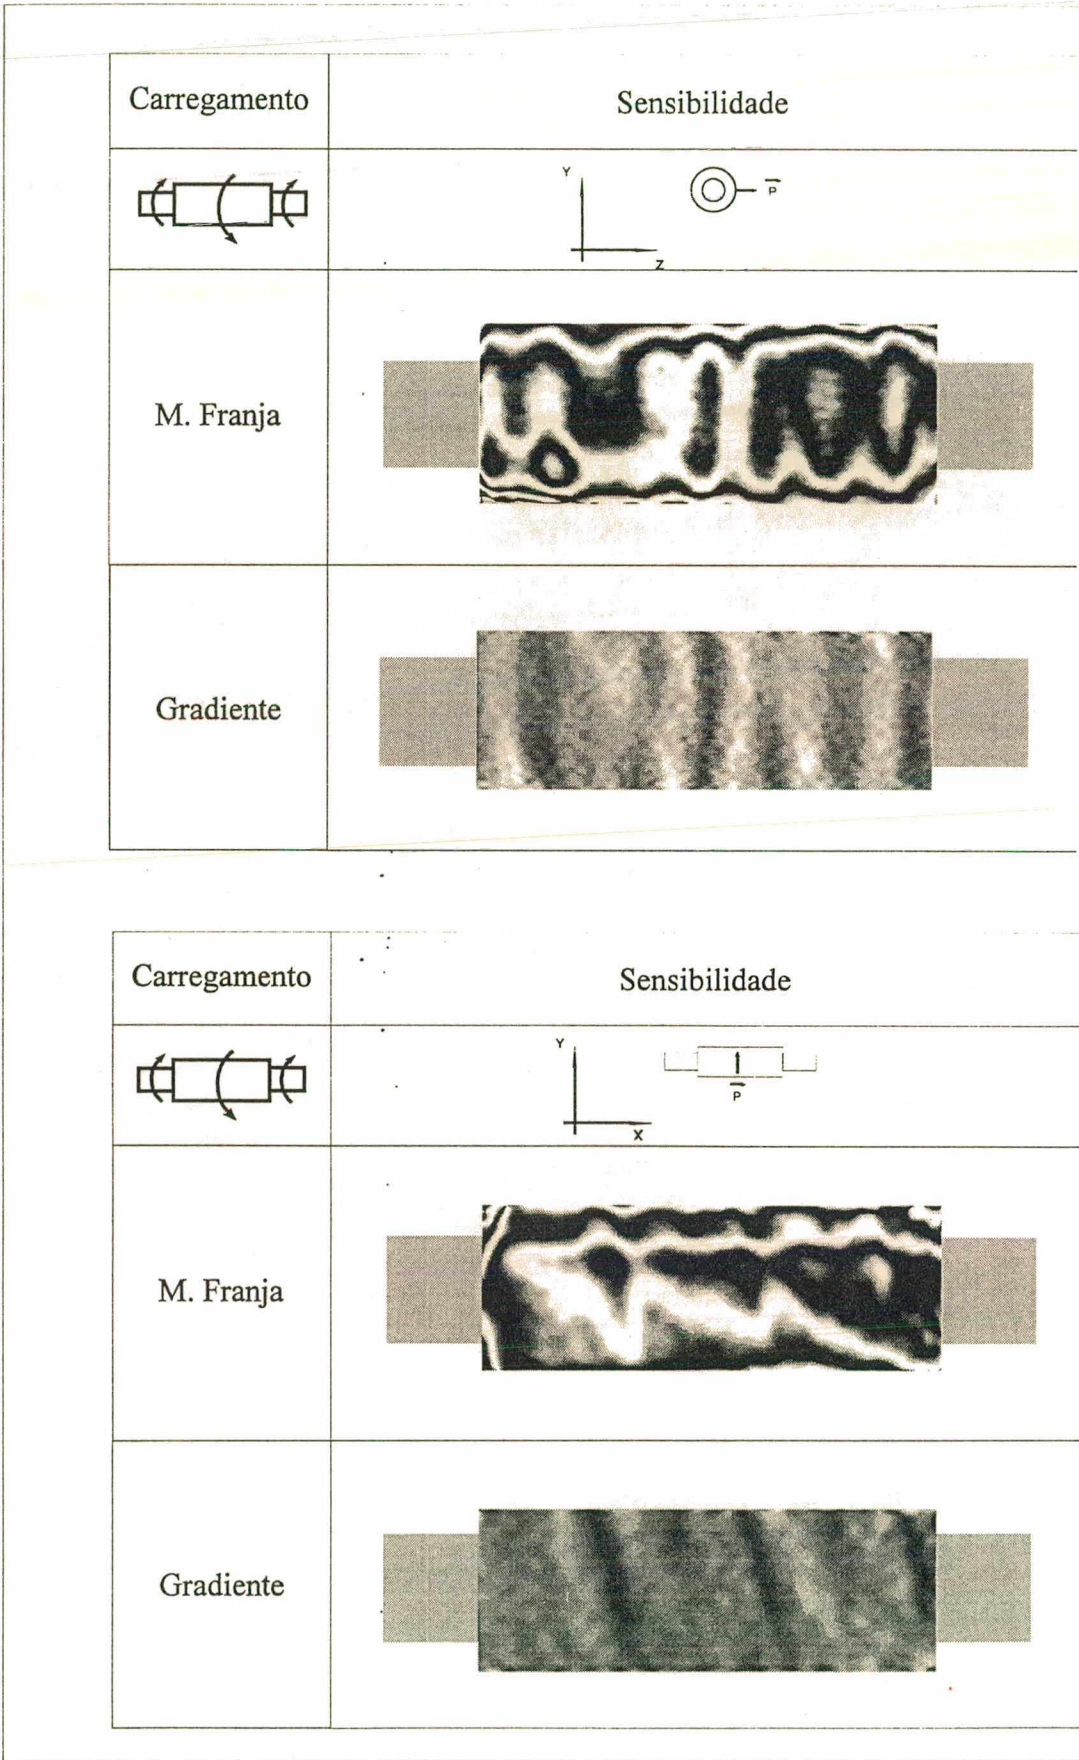 Carregamento
Sensibilidade
Y
P
Z
M. Franja
Gradiente
Carregamento
Sensibilidade
Y
P
X
M. Franja
Gradiente